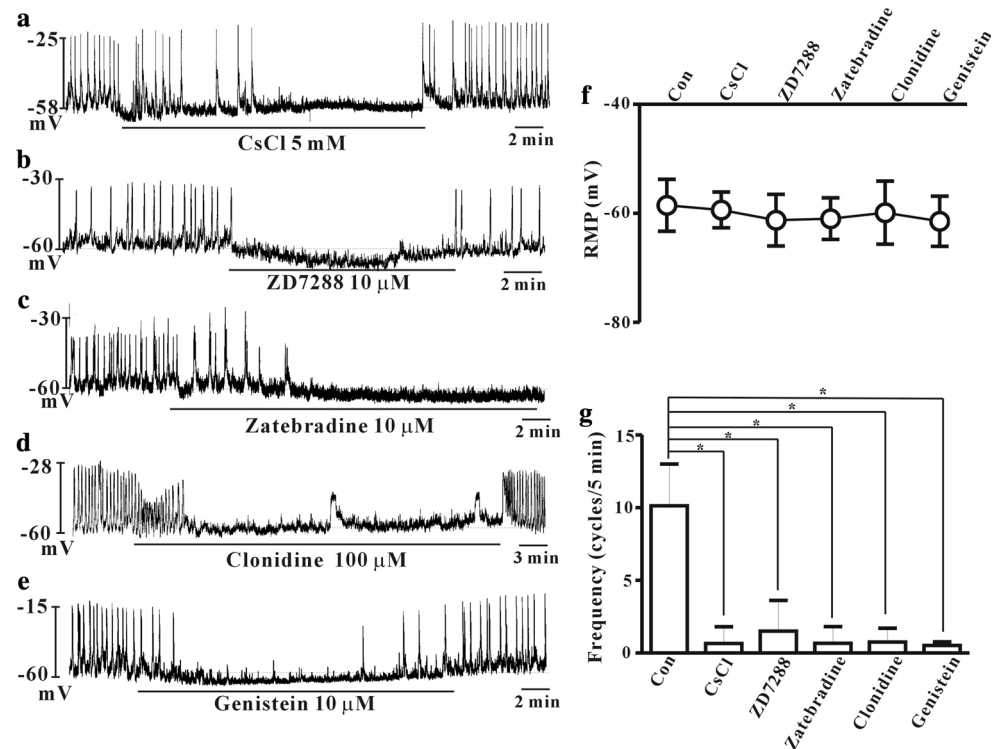 a
-25
-58
mV
CsCl 5 mM
2 min
b
-30
-60
mV
ZD7288 10 μM
2 min
c
-30
-60
mV
Zatebradine 10 μM
2 min
d
-28
-60
mV
Clonidine 100 μM
3 min
e
-15
-60
mV
Genistein 10 μM
2 min
f
Con
CsCl
ZD7288
Zatebradine
Clonidine
Genistein
-40
-60
-80
RMP (mV)
g
*
*
*
*
*
15
10
5
0
Frequency (cycles/5 min)
Con
CsCl
ZD7288
Zatebradine
Clonidine
Genistein